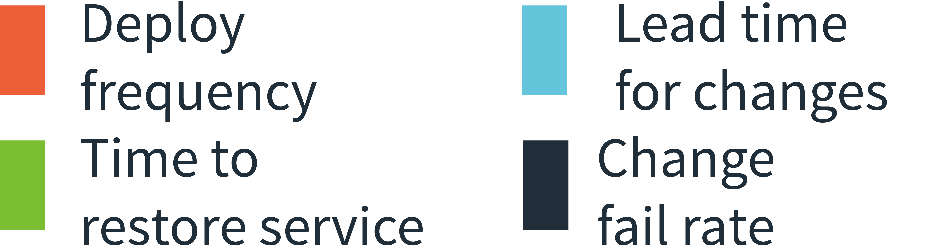 Deploy
frequency
Lead time
for changes
Time to
restore service
Change
fail rate